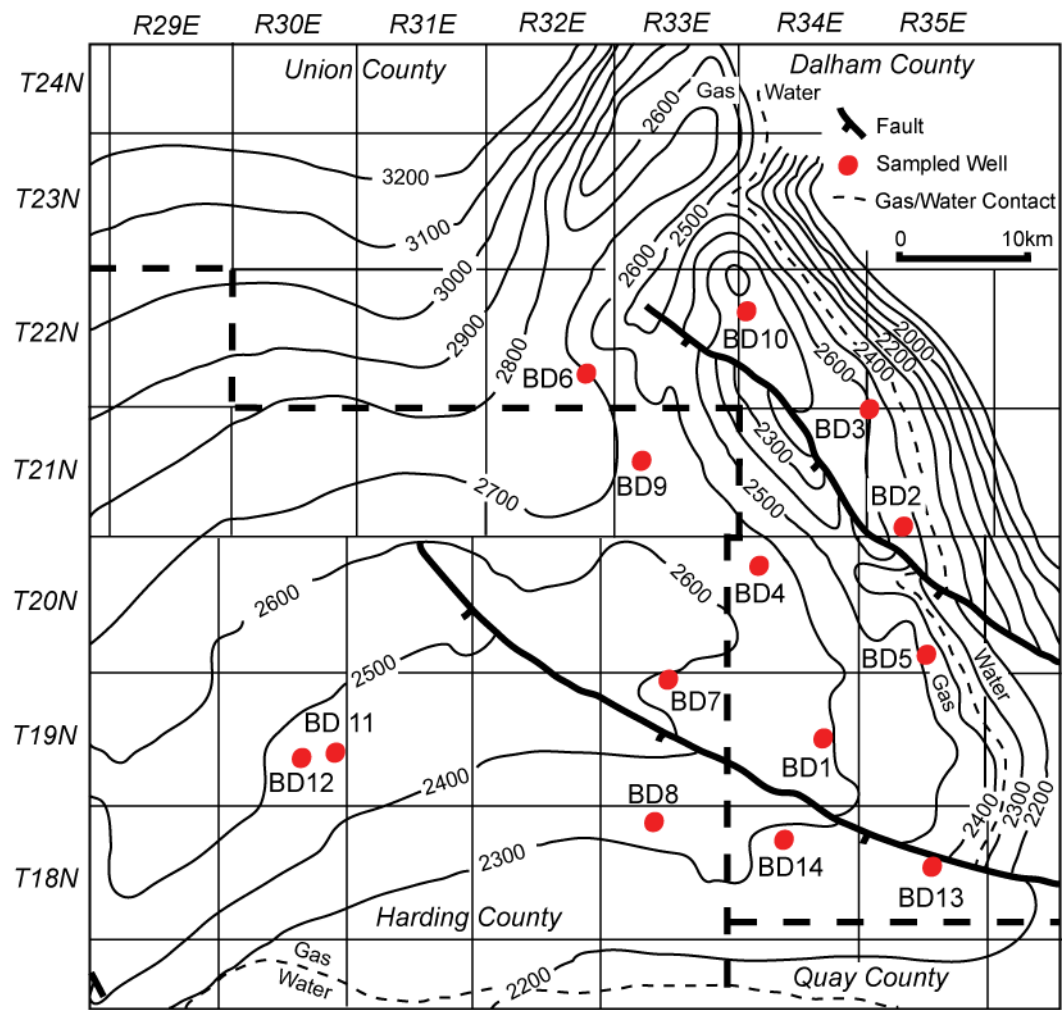 R29E R30E R31E R32E R33E R34E R35E
T24N
T23N
T22N
T21N
T20N
T19N
T18N
Union County
Dalham County
Gas
Water
Fault
Sampled Well
Gas/Water Contact
0 10km
2600
3200
3100
3000
2900
2800
2700
2600
2500
2600
2400
2200
2000
2300
2500
BD10
BD6
BD3
BD9
BD2
BD4
2600
2600
2500
BD5
Gas
Water
BD7
BD 11
BD12
BD1
2400
BD8
2400
2300
2200
2300
BD14
BD13
Harding County
Gas
Water
2200
Quay County